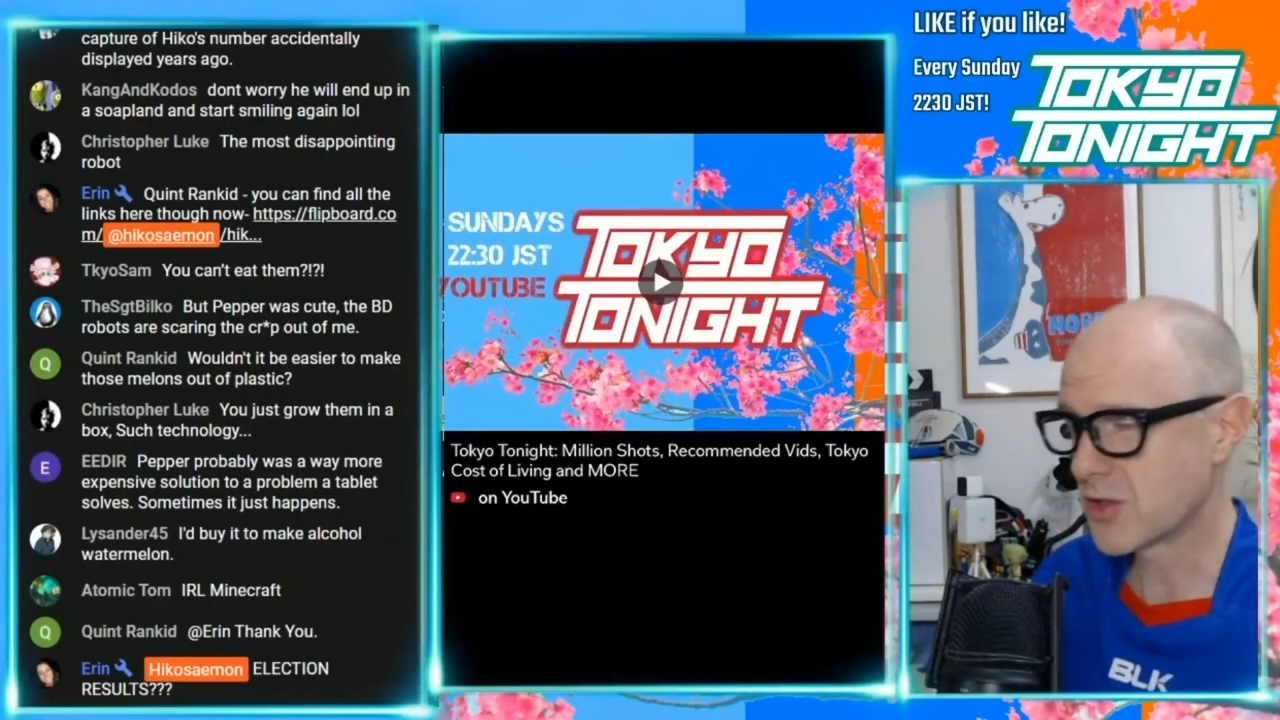 capture of Hiko's number accidentally
displayed years ago.
KangAndKodos dont worry he will end up in
a soapland and start smiling again lol
Christopher Luke The most disappointing
robot
Erin Quint Rankid - you can find all the
links here though now- https://flipboard.co
m/ @hikosaemon /hik...
TkyoSam You can't eat them?!?!
TheSgtBilko But Pepper was cute, the BD
robots are scaring the cr*p out of me.
Q
Quint Rankid Wouldn't it be easier to make
those melons out of plastic?
Christopher Luke You just grow them in a
box, Such technology...
E
EEDIR Pepper probably was a way more
expensive solution to a problem a tablet
solves. Sometimes it just happens.
Lysander45 I'd buy it to make alcohol
watermelon.
Atomic Tom IRL Minecraft
Q
Quint Rankid @Erin Thank You.
Erin Hikosaemon ELECTION
RESULTS???
SUNDAYS
22:30 JST
YOUTUBE
TOKYO
TONIGHT
Tokyo Tonight: Million Shots, Recommended Vids, Tokyo
Cost of Living and MORE
on YouTube
LIKE if you like!
Every Sunday
2230 JST!
TOKYO
TONIGHT
BLK